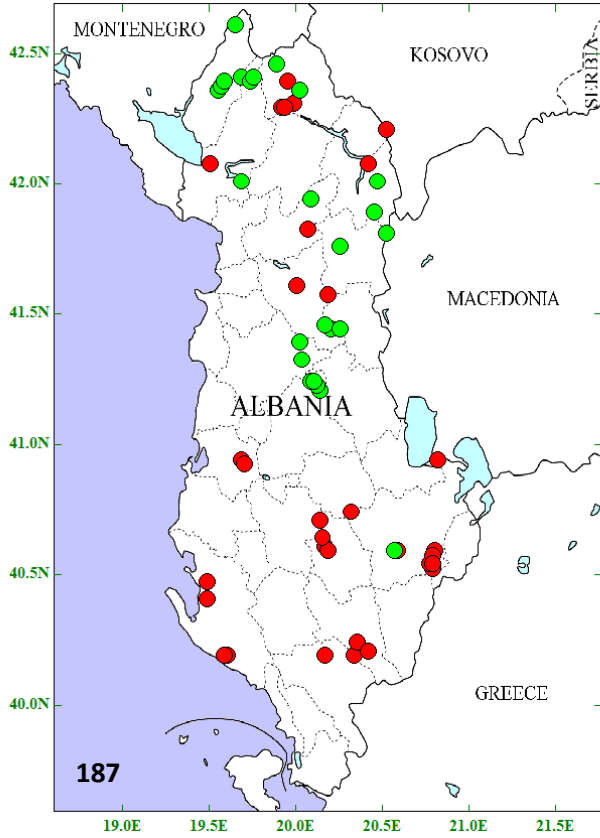 MONTENEGRO
KOSOVO
SERBIA
42.5N
42.0N
41.5N
MACEDONIA
ALBANIA
41.0N
40.5N
40.0N
GREECE
187
19.0E 19.5E 20.0E 20.5E 21.0E 21.5E